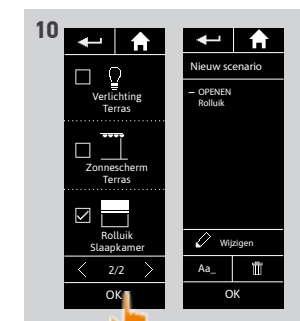 10
Verlichting
Terras
Zonnescherm
Terras
Rolluik
Slaapkamer
2/2
OK
Nieuw scenario
– OPENEN
Rolluik
Wijzigen
Aa_
OK